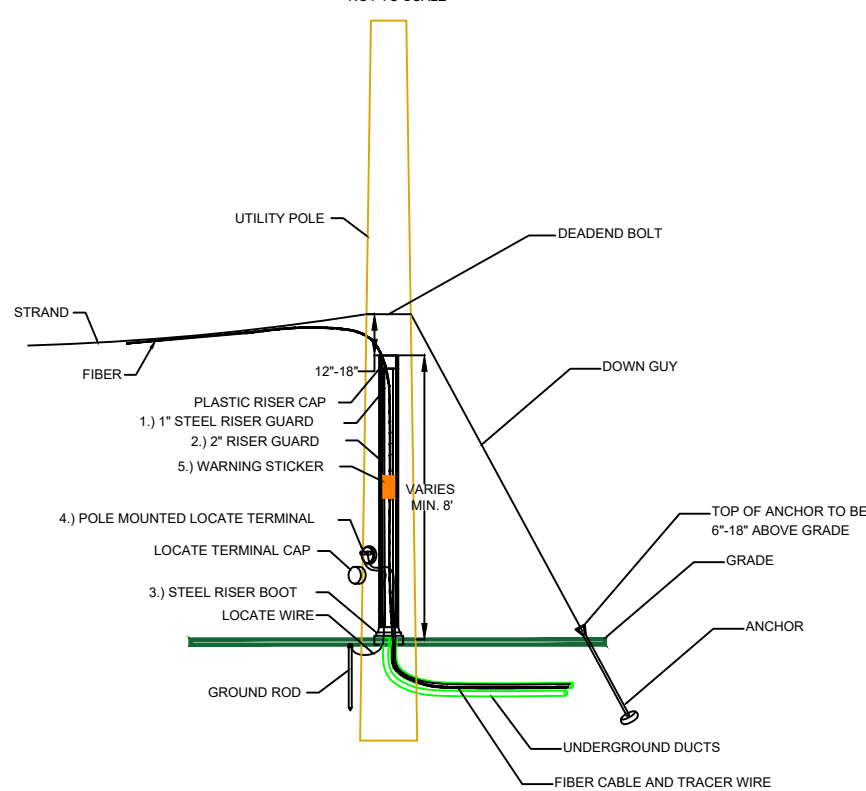 NOT TO SCALE
UTILITY POLE
DEADEND BOLT
STRAND
FIBER
12"-18"
DOWN GUY
PLASTIC RISER CAP
1.) 1" STEEL RISER GUARD
2.) 2" RISER GUARD
5.) WARNING STICKER
VARIES
MIN. 8'
4.) POLE MOUNTED LOCATE TERMINAL
TOP OF ANCHOR TO BE
6"-18" ABOVE GRADE
LOCATE TERMINAL CAP
GRADE
3.) STEEL RISER BOOT
LOCATE WIRE
ANCHOR
GROUND ROD
UNDERGROUND DUCTS
FIBER CABLE AND TRACER WIRE